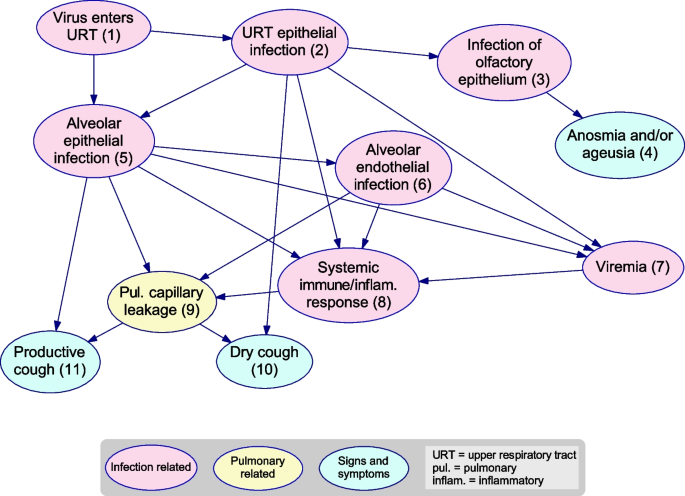 Virus enters
URT (1)
URT epithelial
infection (2)
Infection of
olfactory
epithelium (3)
Anosmia and/or
ageusia (4)
Alveolar
epithelial
infection (5)
Alveolar
endothelial
infection (6)
Viremia (7)
Systemic
immune/inflam.
response (8)
Pul. capillary
leakage (9)
Dry cough
(10)
Productive
cough (11)
Infection related
Pulmonary
related
Signs and
symptoms
URT = upper respiratory tract
pul. = pulmonary
inflam. = inflammatory